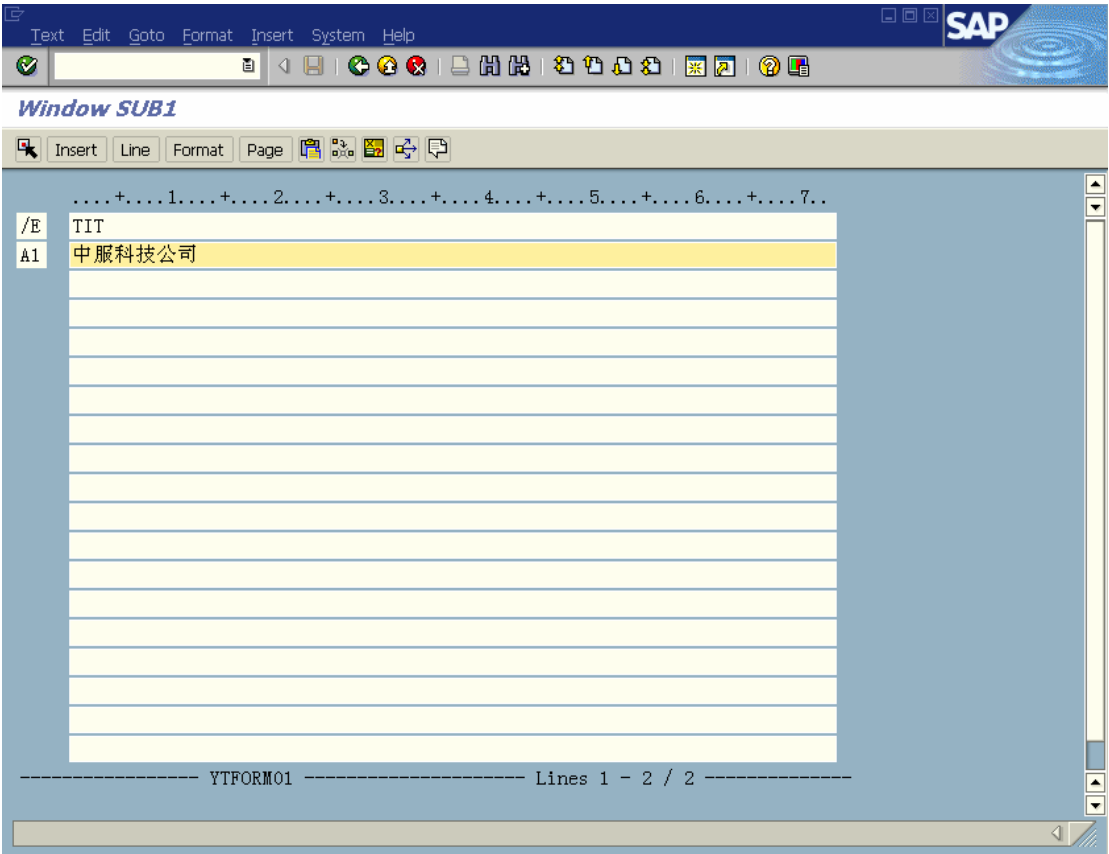 Text Edit Goto Format Insert System Help
SAP
Window SUB1
Insert Line Format Page
....+....1....+....2....+....3....+....4....+....5....+....6....+....7..
/E TIT
A1 中服科技公司
----------------- YTFORM01 --------------------- Lines 1 - 2 / 2 --------------